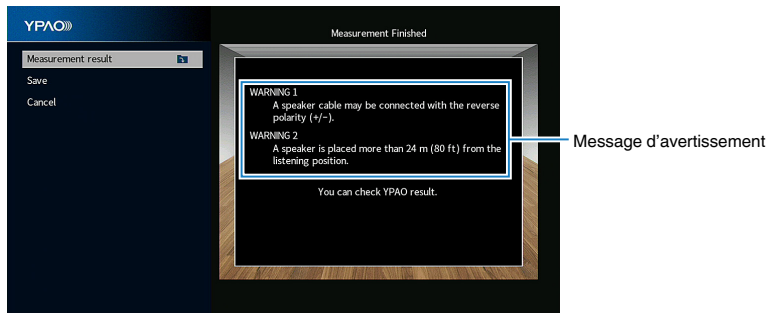 YPAO
Measurement result
Save
Cancel
Measurement Finished
WARNING 1
A speaker cable may be connected with the reverse
polarity (+/-).
WARNING 2
A speaker is placed more than 24 m (80 ft) from the
listening position.
You can check YPAO result.
Message d'avertissement